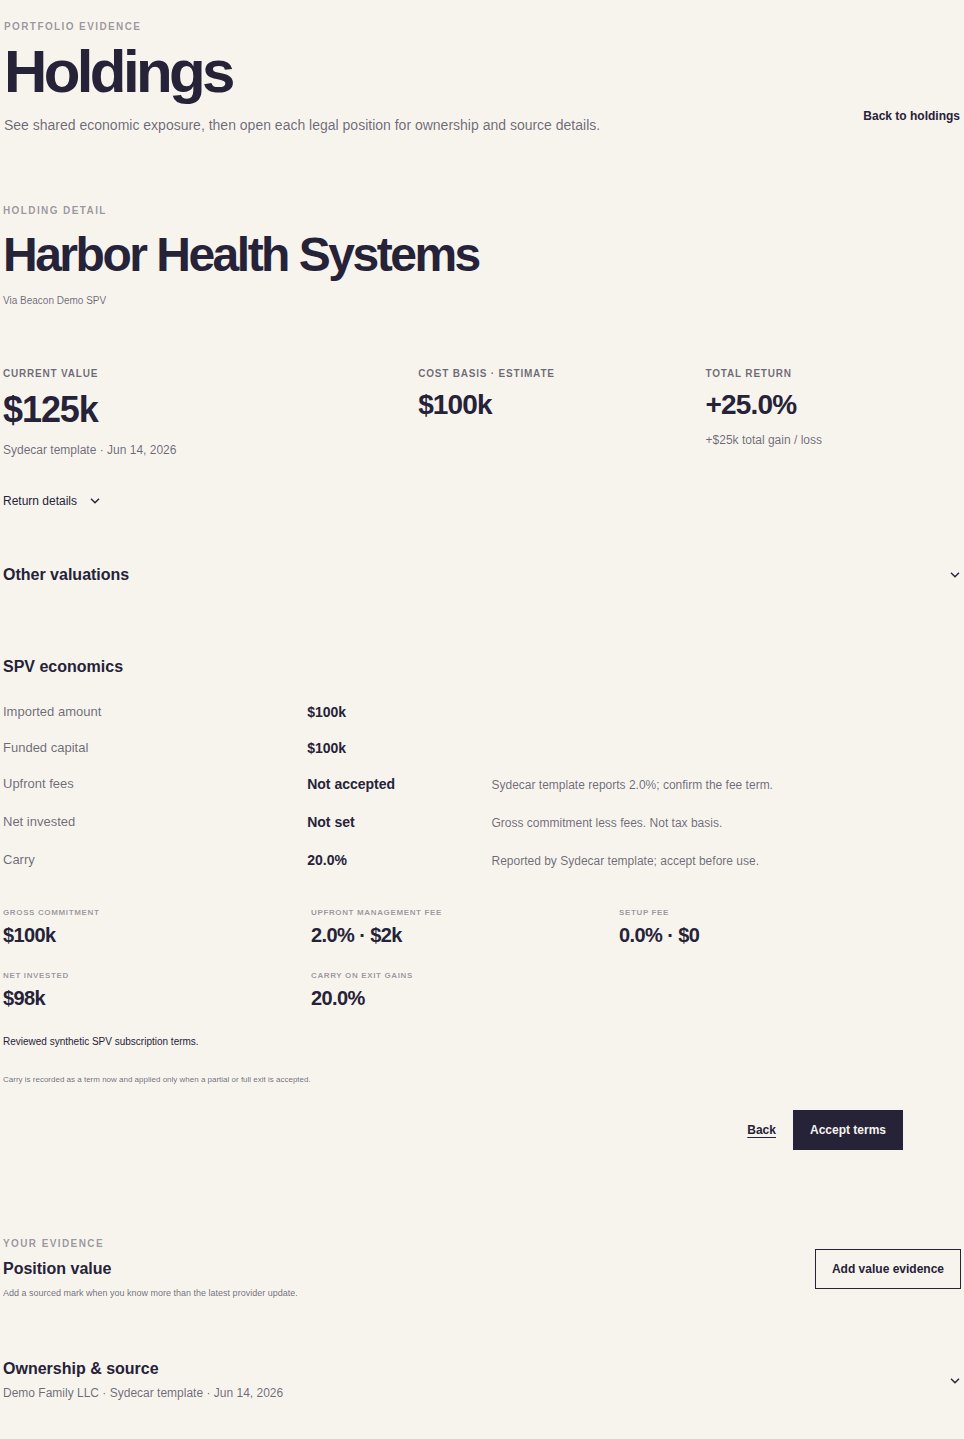 PORTFOLIO EVIDENCE
Holdings
See shared economic exposure, then open each legal position for ownership and source details.
Back to holdings
HOLDING DETAIL
Harbor Health Systems
Via Beacon Demo SPV
CURRENT VALUE
$125k
Sydecar template · Jun 14, 2026
COST BASIS · ESTIMATE
$100k
TOTAL RETURN
+25.0%
+$25k total gain / loss
Return details
Other valuations
SPV economics
Imported amount $100k
Funded capital $100k
Upfront fees Not accepted Sydecar template reports 2.0%; confirm the fee term.
Net invested Not set Gross commitment less fees. Not tax basis.
Carry 20.0% Reported by Sydecar template; accept before use.
GROSS COMMITMENT
$100k
UPFRONT MANAGEMENT FEE
2.0% · $2k
SETUP FEE
0.0% · $0
NET INVESTED
$98k
CARRY ON EXIT GAINS
20.0%
Reviewed synthetic SPV subscription terms.
Carry is recorded as a term now and applied only when a partial or full exit is accepted.
Back Accept terms
YOUR EVIDENCE
Position value
Add a sourced mark when you know more than the latest provider update.
Add value evidence
Ownership & source
Demo Family LLC · Sydecar template · Jun 14, 2026